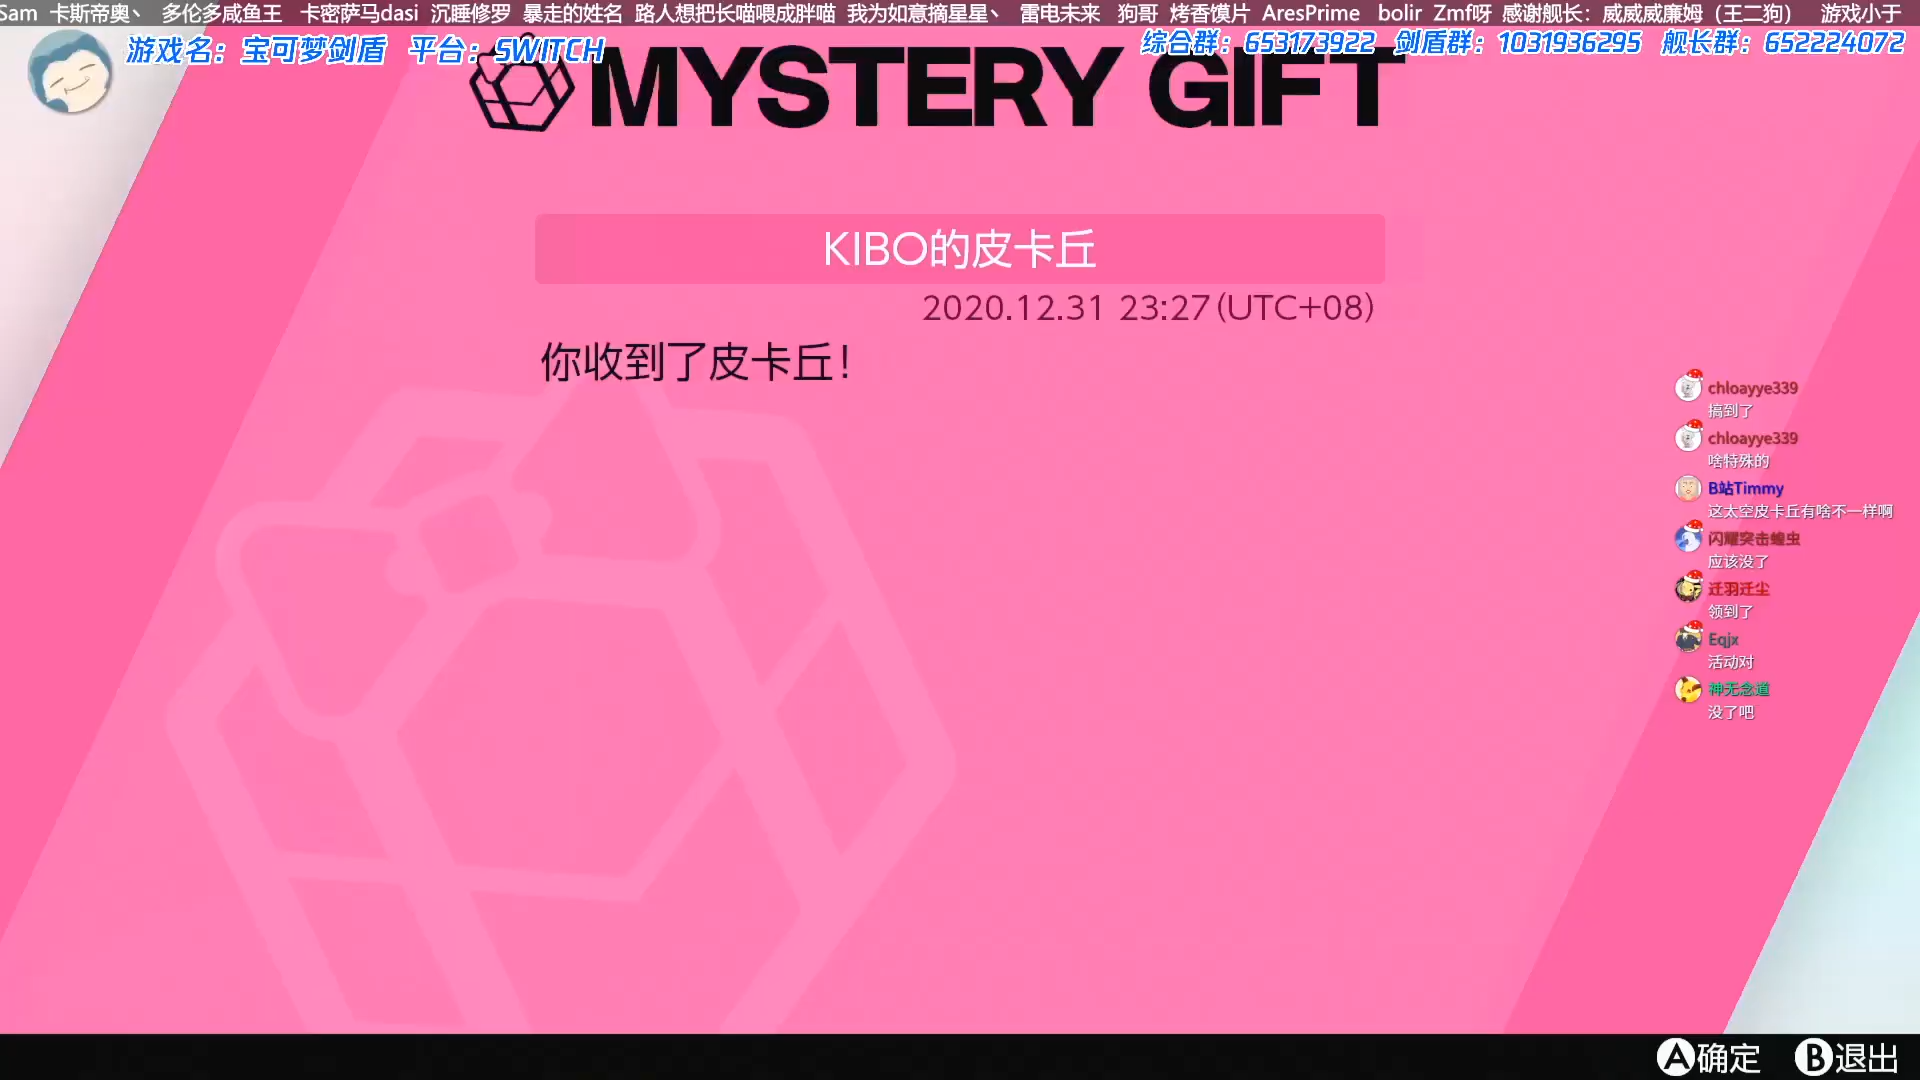 Sam 卡斯帝奥丶 多伦多咸鱼王 卡密萨马dasi 沉睡修罗 暴走的姓名 路人想把长喵喂成胖喵 我为如意摘星星丶 雷电未来 狗哥 烤香馍片 AresPrime bolir Zmf呀 感谢舰长：威威威廉姆（王二狗） 游戏小于
游戏名：宝可梦剑盾 平台：SWITCH
综合群：653173922 剑盾群：1031936295 舰长群：652224072
MYSTERY GIFT
KIBO的皮卡丘
2020.12.31 23:27(UTC+08)
你收到了皮卡丘！
chloayye339
搞到了
chloayye339
啥特殊的
B站Timmy
这太空皮卡丘有啥不一样啊
闪耀突击蝗虫
应该没了
迁羽迁尘
领到了
Eqjx
活动对
神无念道
没了吧
A确定 B退出